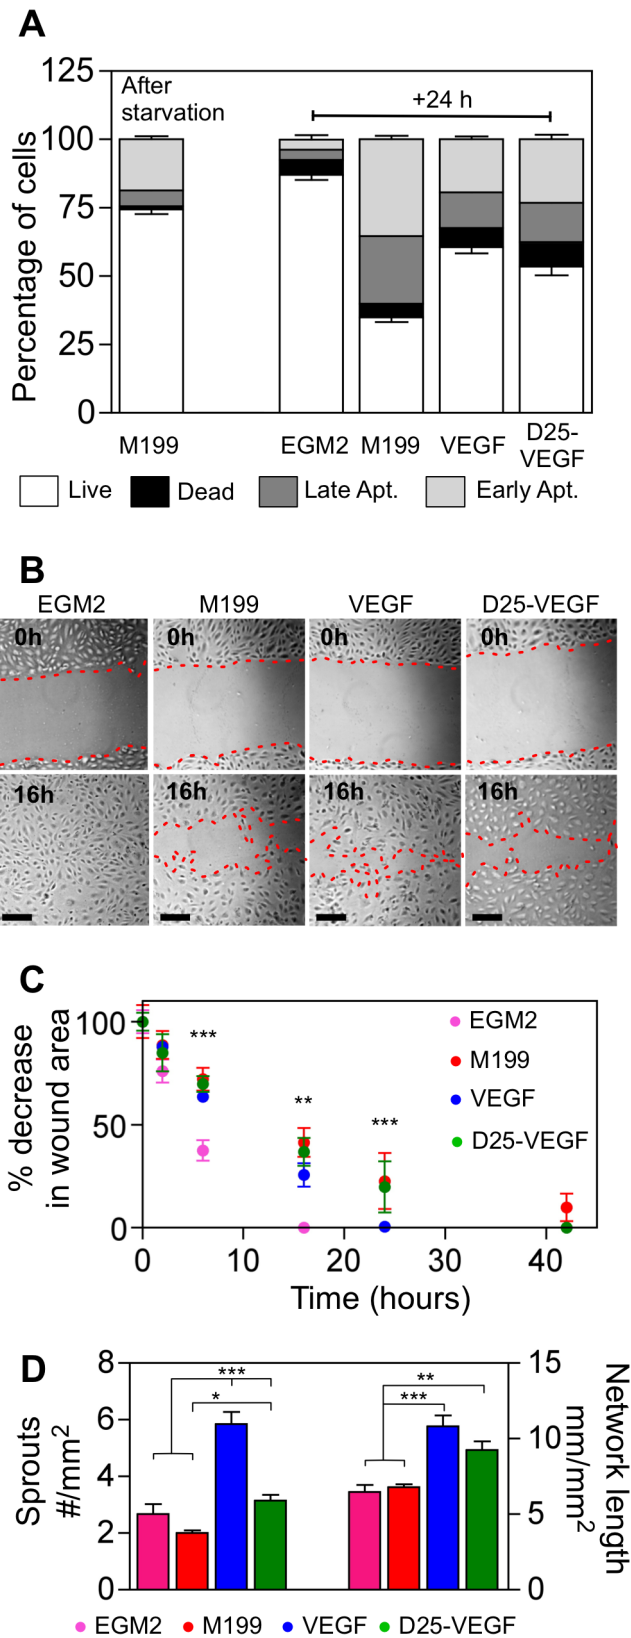 A
125
100
75
50
25
0
Percentage of cells
After
starvation
+24 h
M199
EGM2
M199
VEGF
D25-
VEGF
Live
Dead
Late Apt.
Early Apt.
B
EGM2
M199
VEGF
D25-VEGF
0h
0h
0h
0h
16h
16h
16h
16h
C
% decrease
in wound area
100
50
0
***
**
***
EGM2
M199
VEGF
D25-VEGF
0
10
20
30
40
Time (hours)
D
Sprouts
#/mm2
8
6
4
2
0
***
*
**
***
15
10
5
0
Network length
mm/mm2
EGM2
M199
VEGF
D25-VEGF